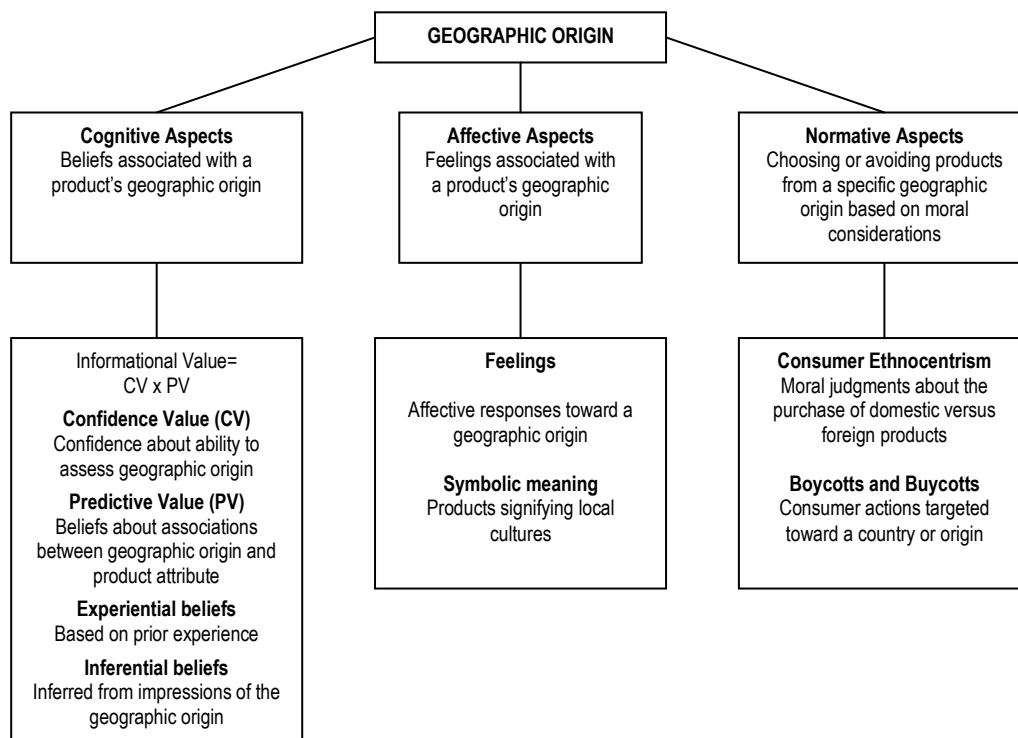 GEOGRAPHIC ORIGIN
Cognitive Aspects
Beliefs associated with a
product's geographic
origin
Affective Aspects
Feelings associated with
a product's geographic
origin
Normative Aspects
Choosing or avoiding products
from a specific geographic
origin based on moral
considerations
Informational Value=
CV x PV
Confidence Value (CV)
Confidence about ability to
assess geographic origin
Predictive Value (PV)
Beliefs about associations
between geographic origin and
product attribute
Experiential beliefs
Based on prior experience
Inferential beliefs
Inferred from impressions of the
geographic origin
Feelings
Affective responses toward a
geographic origin
Symbolic meaning
Products signifying local
cultures
Consumer Ethnocentrism
Moral judgments about the
purchase of domestic versus
foreign products
Boycotts and Buycotts
Consumer actions targeted
toward a country or origin